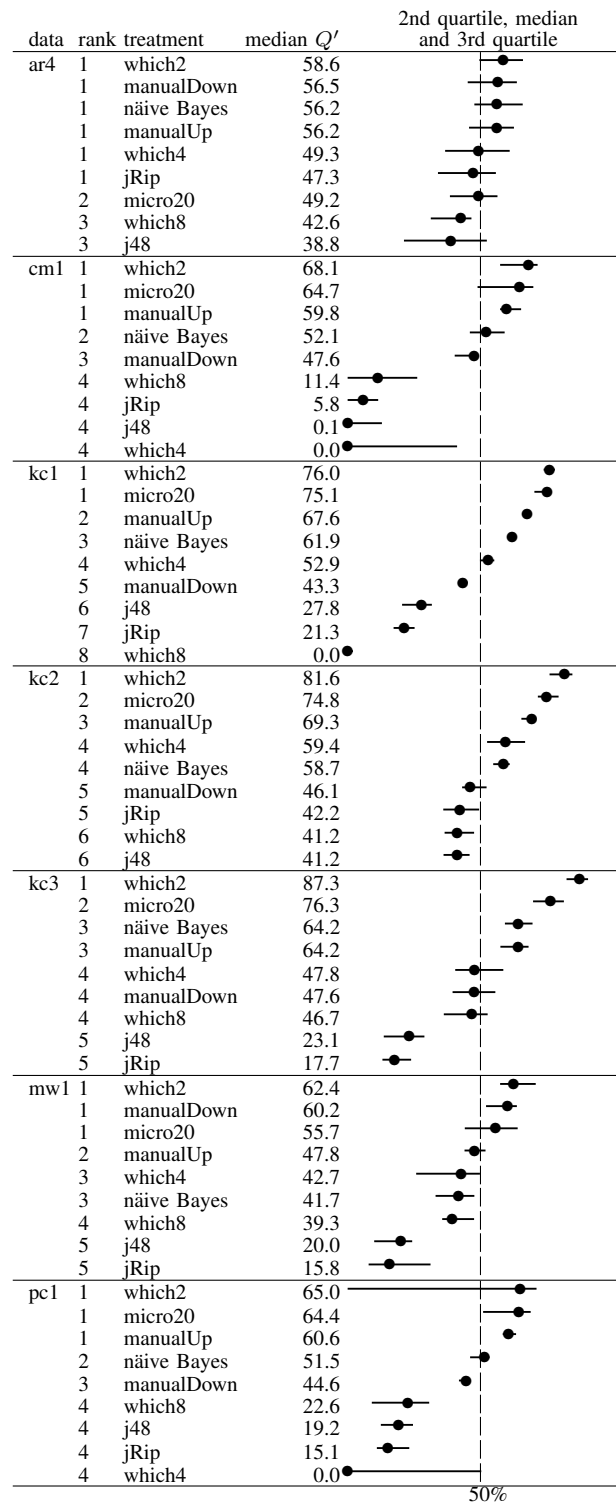 2nd quartile, median
data rank treatment median Q′ and 3rd quartile
ar4 1 which2 58.6
1 manualDown 56.5
1 näive Bayes 56.2
1 manualUp 56.2
1 which4 49.3
1 jRip 47.3
2 micro20 49.2
3 which8 42.6
3 j48 38.8
cm1 1 which2 68.1
1 micro20 64.7
1 manualUp 59.8
2 näive Bayes 52.1
3 manualDown 47.6
4 which8 11.4
4 jRip 5.8
4 j48 0.1
4 which4 0.0
kc1 1 which2 76.0
1 micro20 75.1
2 manualUp 67.6
3 näive Bayes 61.9
4 which4 52.9
5 manualDown 43.3
6 j48 27.8
7 jRip 21.3
8 which8 0.0
kc2 1 which2 81.6
2 micro20 74.8
3 manualUp 69.3
4 which4 59.4
4 näive Bayes 58.7
5 manualDown 46.1
5 jRip 42.2
6 which8 41.2
6 j48 41.2
kc3 1 which2 87.3
2 micro20 76.3
3 näive Bayes 64.2
3 manualUp 64.2
4 which4 47.8
4 manualDown 47.6
4 which8 46.7
5 j48 23.1
5 jRip 17.7
mw1 1 which2 62.4
1 manualDown 60.2
1 micro20 55.7
2 manualUp 47.8
3 which4 42.7
3 näive Bayes 41.7
4 which8 39.3
5 j48 20.0
5 jRip 15.8
pc1 1 which2 65.0
1 micro20 64.4
1 manualUp 60.6
2 näive Bayes 51.5
3 manualDown 44.6
4 which8 22.6
4 j48 19.2
4 jRip 15.1
4 which4 0.0
50%